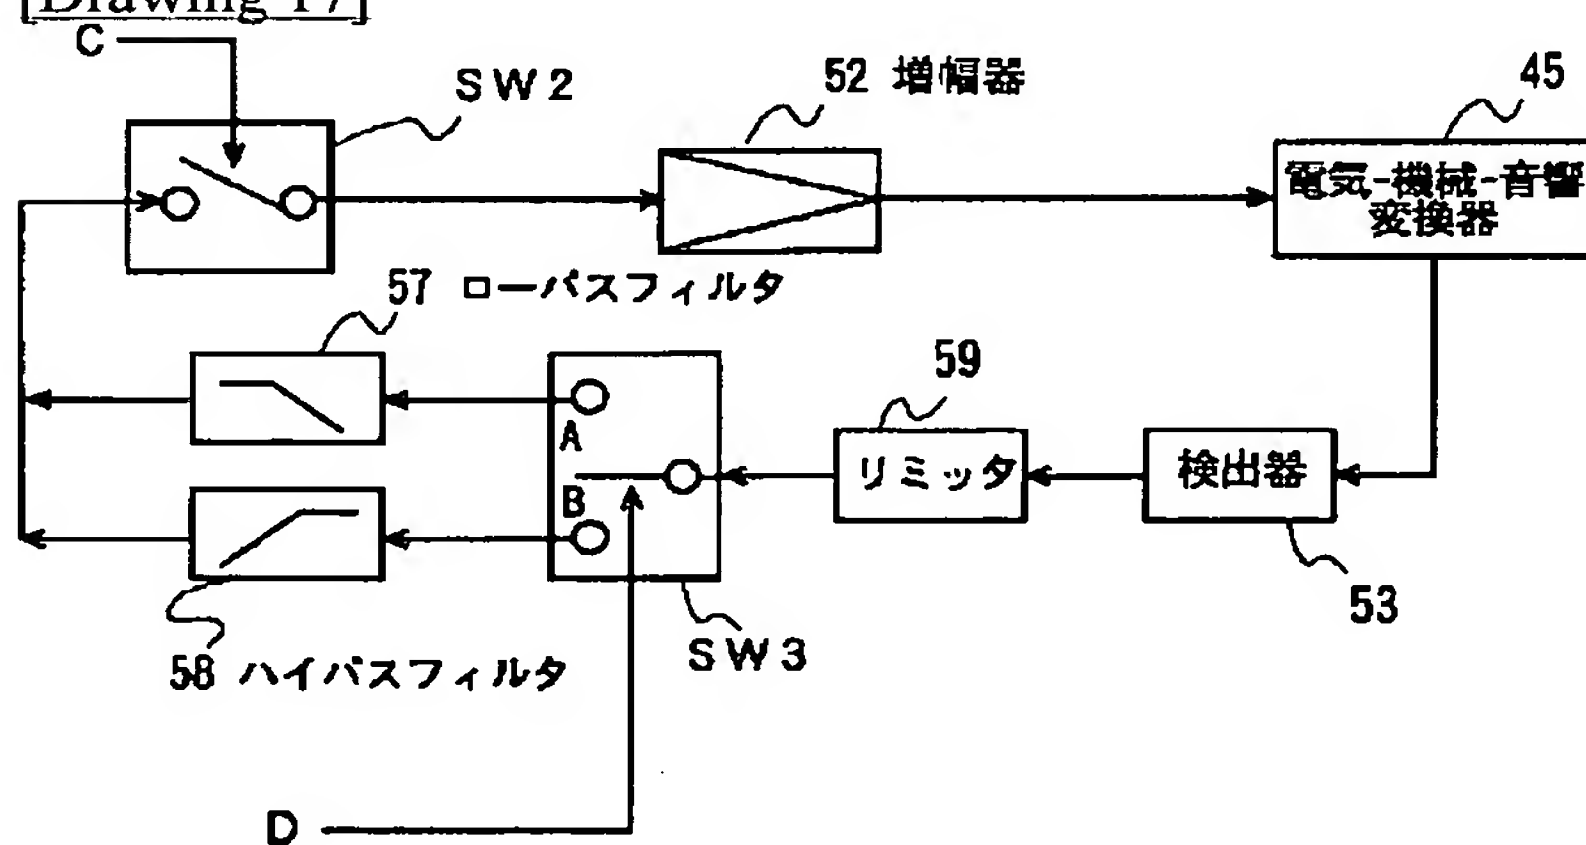 [Drawing 17]
C
SW2
52 増幅器
45
電気-機械-音響
変換器
57 ローパスフィルタ
59
A
リミッタ
検出器
B
53
SW3
58 ハイパスフィルタ
D